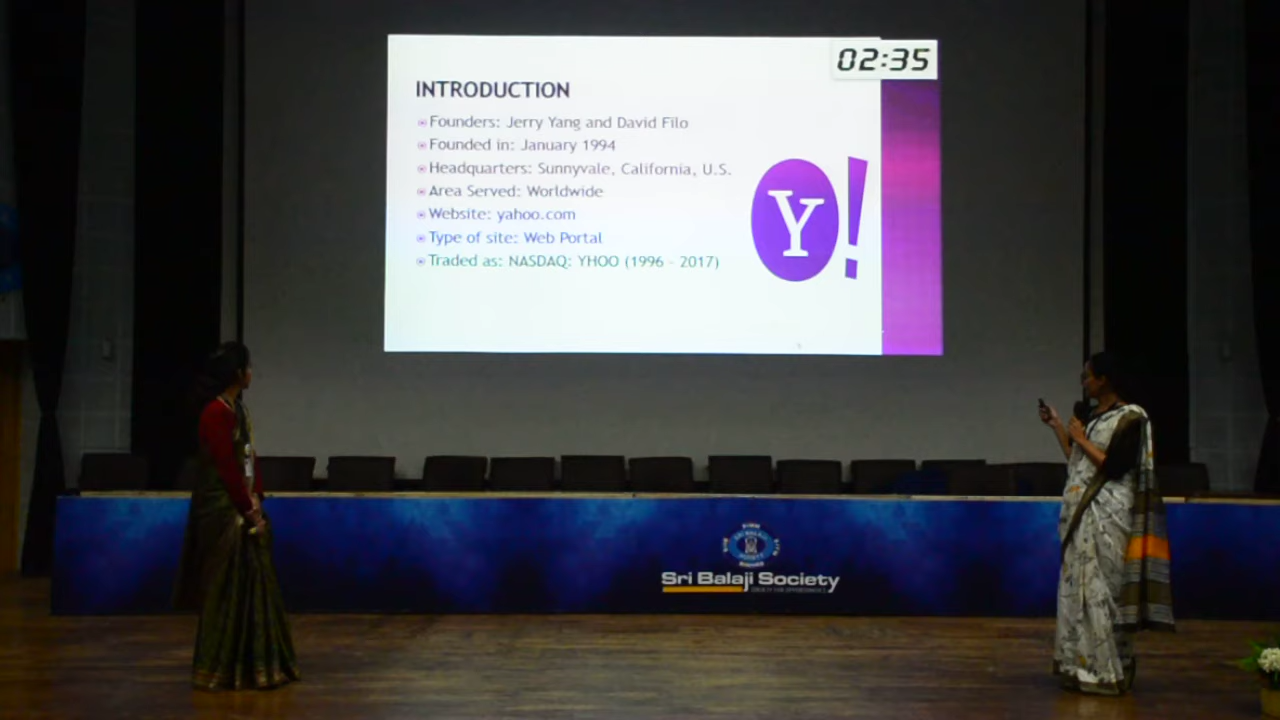 02:35
INTRODUCTION
Founders: Jerry Yang and David Filo
Founded in: January 1994
Headquarters: Sunnyvale, California, U.S.
Area Served: Worldwide
Website: yahoo.com
Type of site: Web Portal
Traded as: NASDAQ: YHOO (1996 - 2017)
Y!
Sri Balaji Society